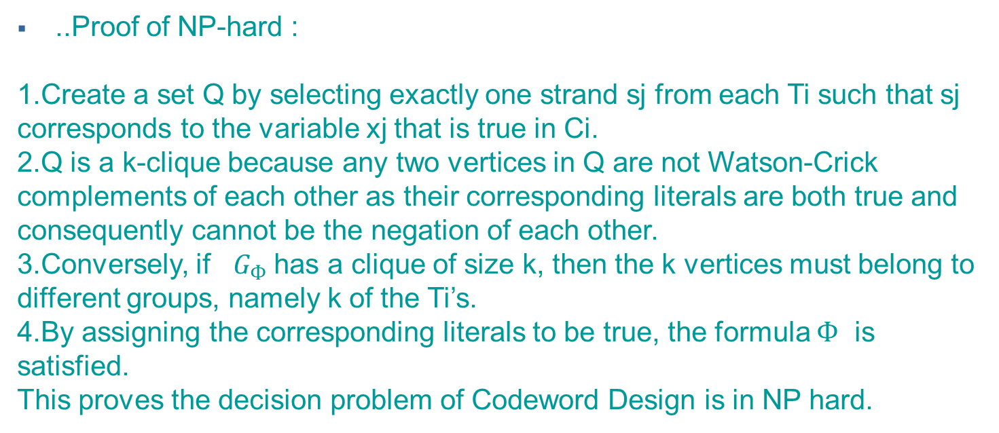 ▪ ..Proof of NP-hard :
1.Create a set Q by selecting exactly one strand sj from each Ti such that sj
corresponds to the variable xj that is true in Ci.
2.Q is a k-clique because any two vertices in Q are not Watson-Crick
complements of each other as their corresponding literals are both true and
consequently cannot be the negation of each other.
3.Conversely, if G_Φ has a clique of size k, then the k vertices must belong to
different groups, namely k of the Ti’s.
4.By assigning the corresponding literals to be true, the formula Φ is
satisfied.
This proves the decision problem of Codeword Design is in NP hard.